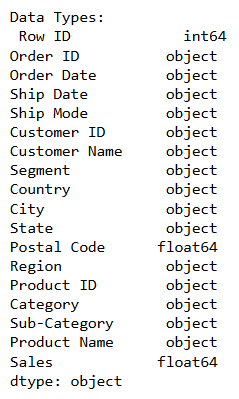 Data Types:
Row ID int64
Order ID object
Order Date object
Ship Date object
Ship Mode object
Customer ID object
Customer Name object
Segment object
Country object
City object
State object
Postal Code float64
Region object
Product ID object
Category object
Sub-Category object
Product Name object
Sales float64
dtype: object